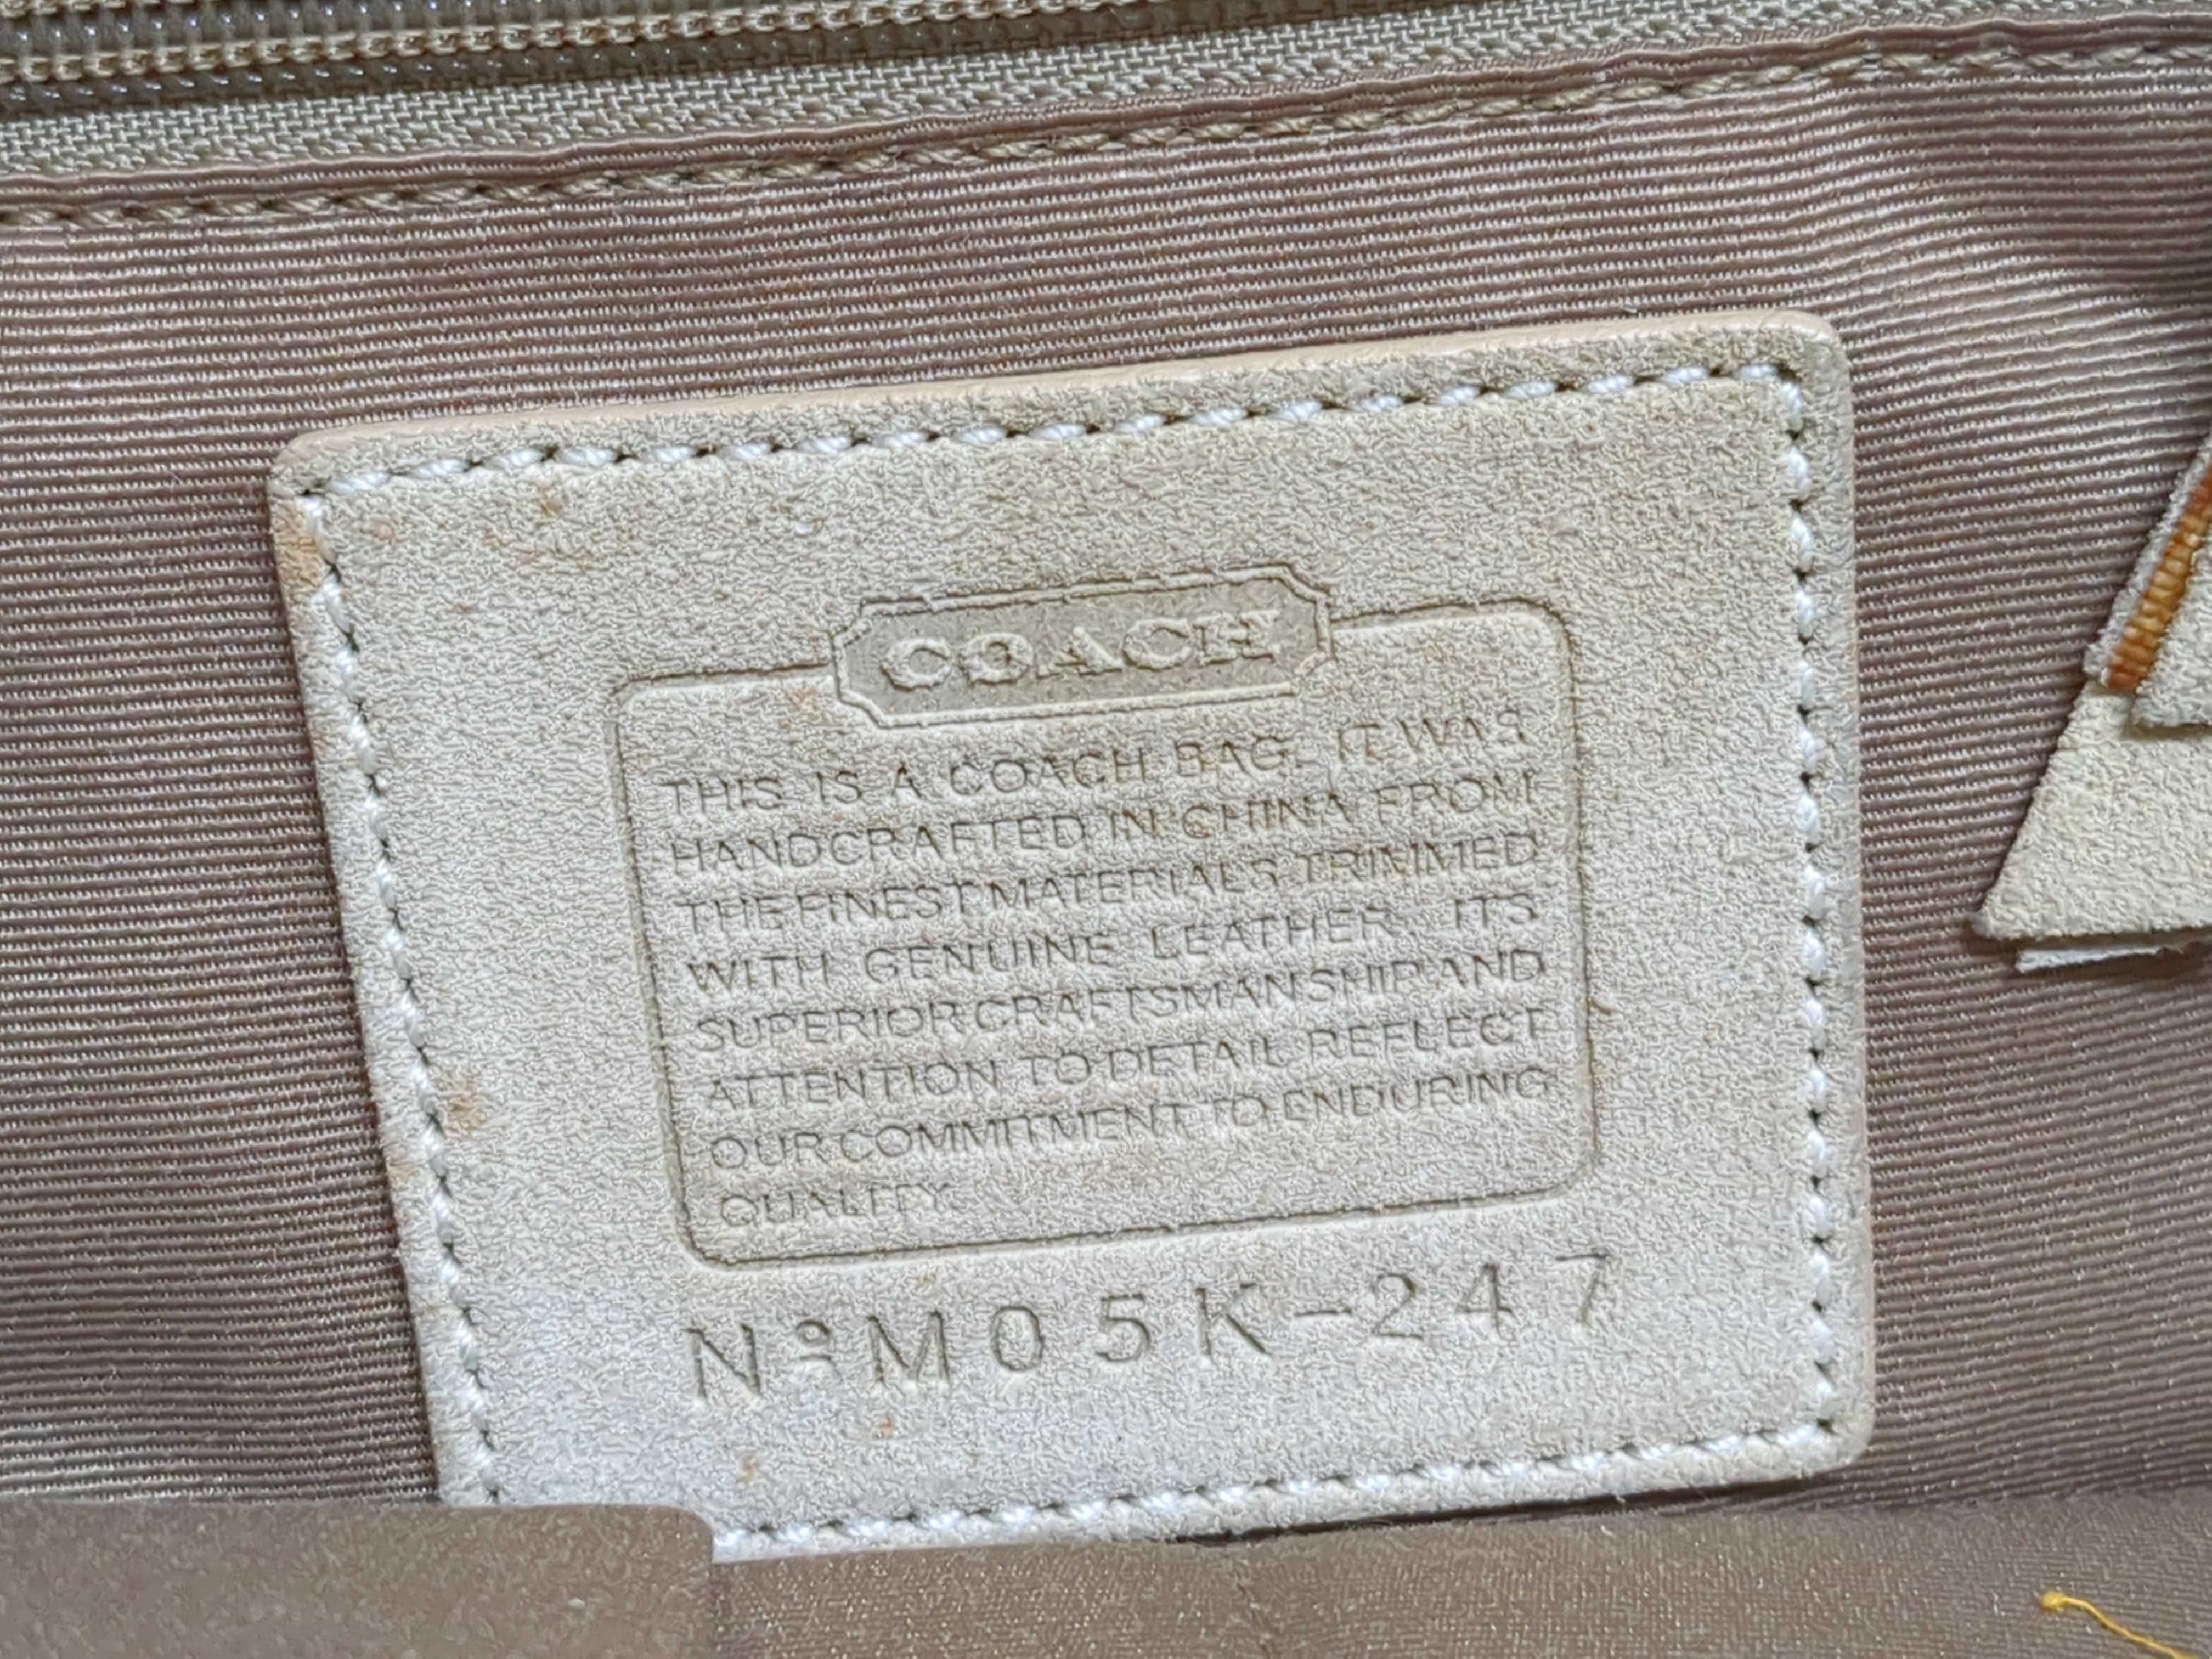 COACH
THIS IS A COACH BAG. IT WAS
HANDCRAFTED IN CHINA FROM
THE FINEST MATERIALS TRIMMED
WITH GENUINE LEATHER. ITS
SUPERIOR CRAFTSMANSHIP AND
ATTENTION TO DETAIL REFLECT
OUR COMMITMENT TO ENDURING
QUALITY.
Nº M05K-247